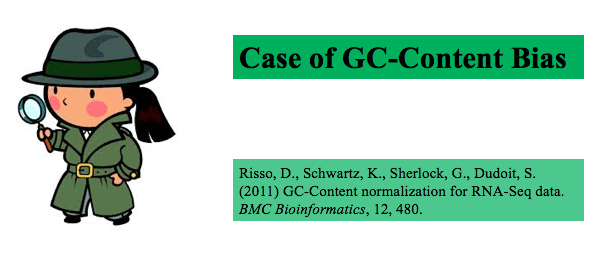 Case of GC-Content Bias
Risso, D., Schwartz, K., Sherlock, G., Dudoit, S.
(2011) GC-Content normalization for RNA-Seq data.
BMC Bioinformatics, 12, 480.